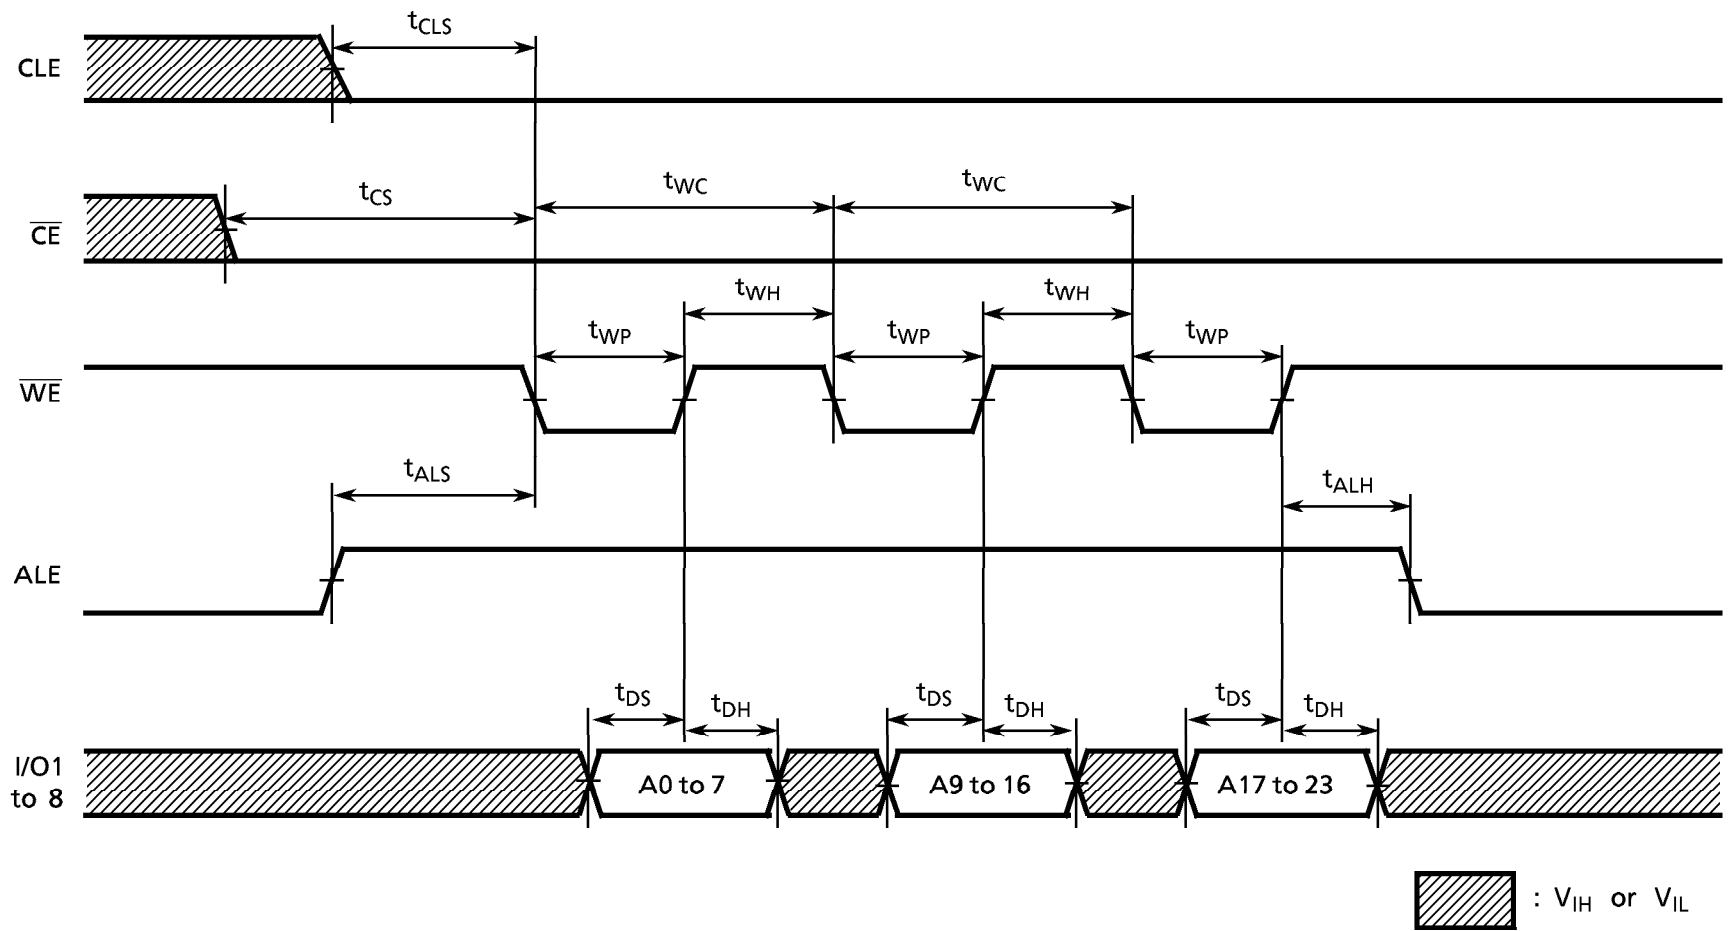 tCLS
CLE
tCS
tWC
tWC
CE
tWH
tWH
tWP
tWP
tWP
WE
tALS
tALH
ALE
tDS
tDH
tDS
tDH
tDS
tDH
I/O1
to 8
A0 to 7
A9 to 16
A17 to 23
: VIH or VIL